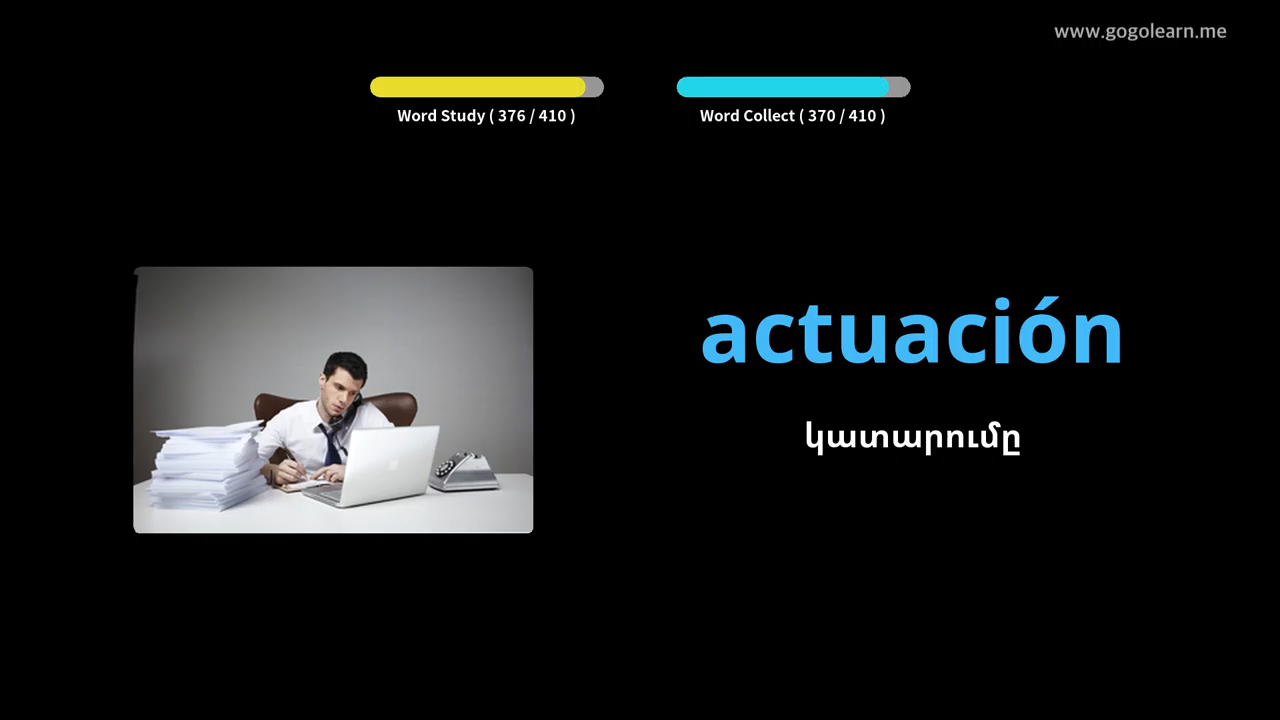 www.gogolearn.me
Word Study ( 376 / 410 )
Word Collect ( 370 / 410 )
actuación
կատարումը